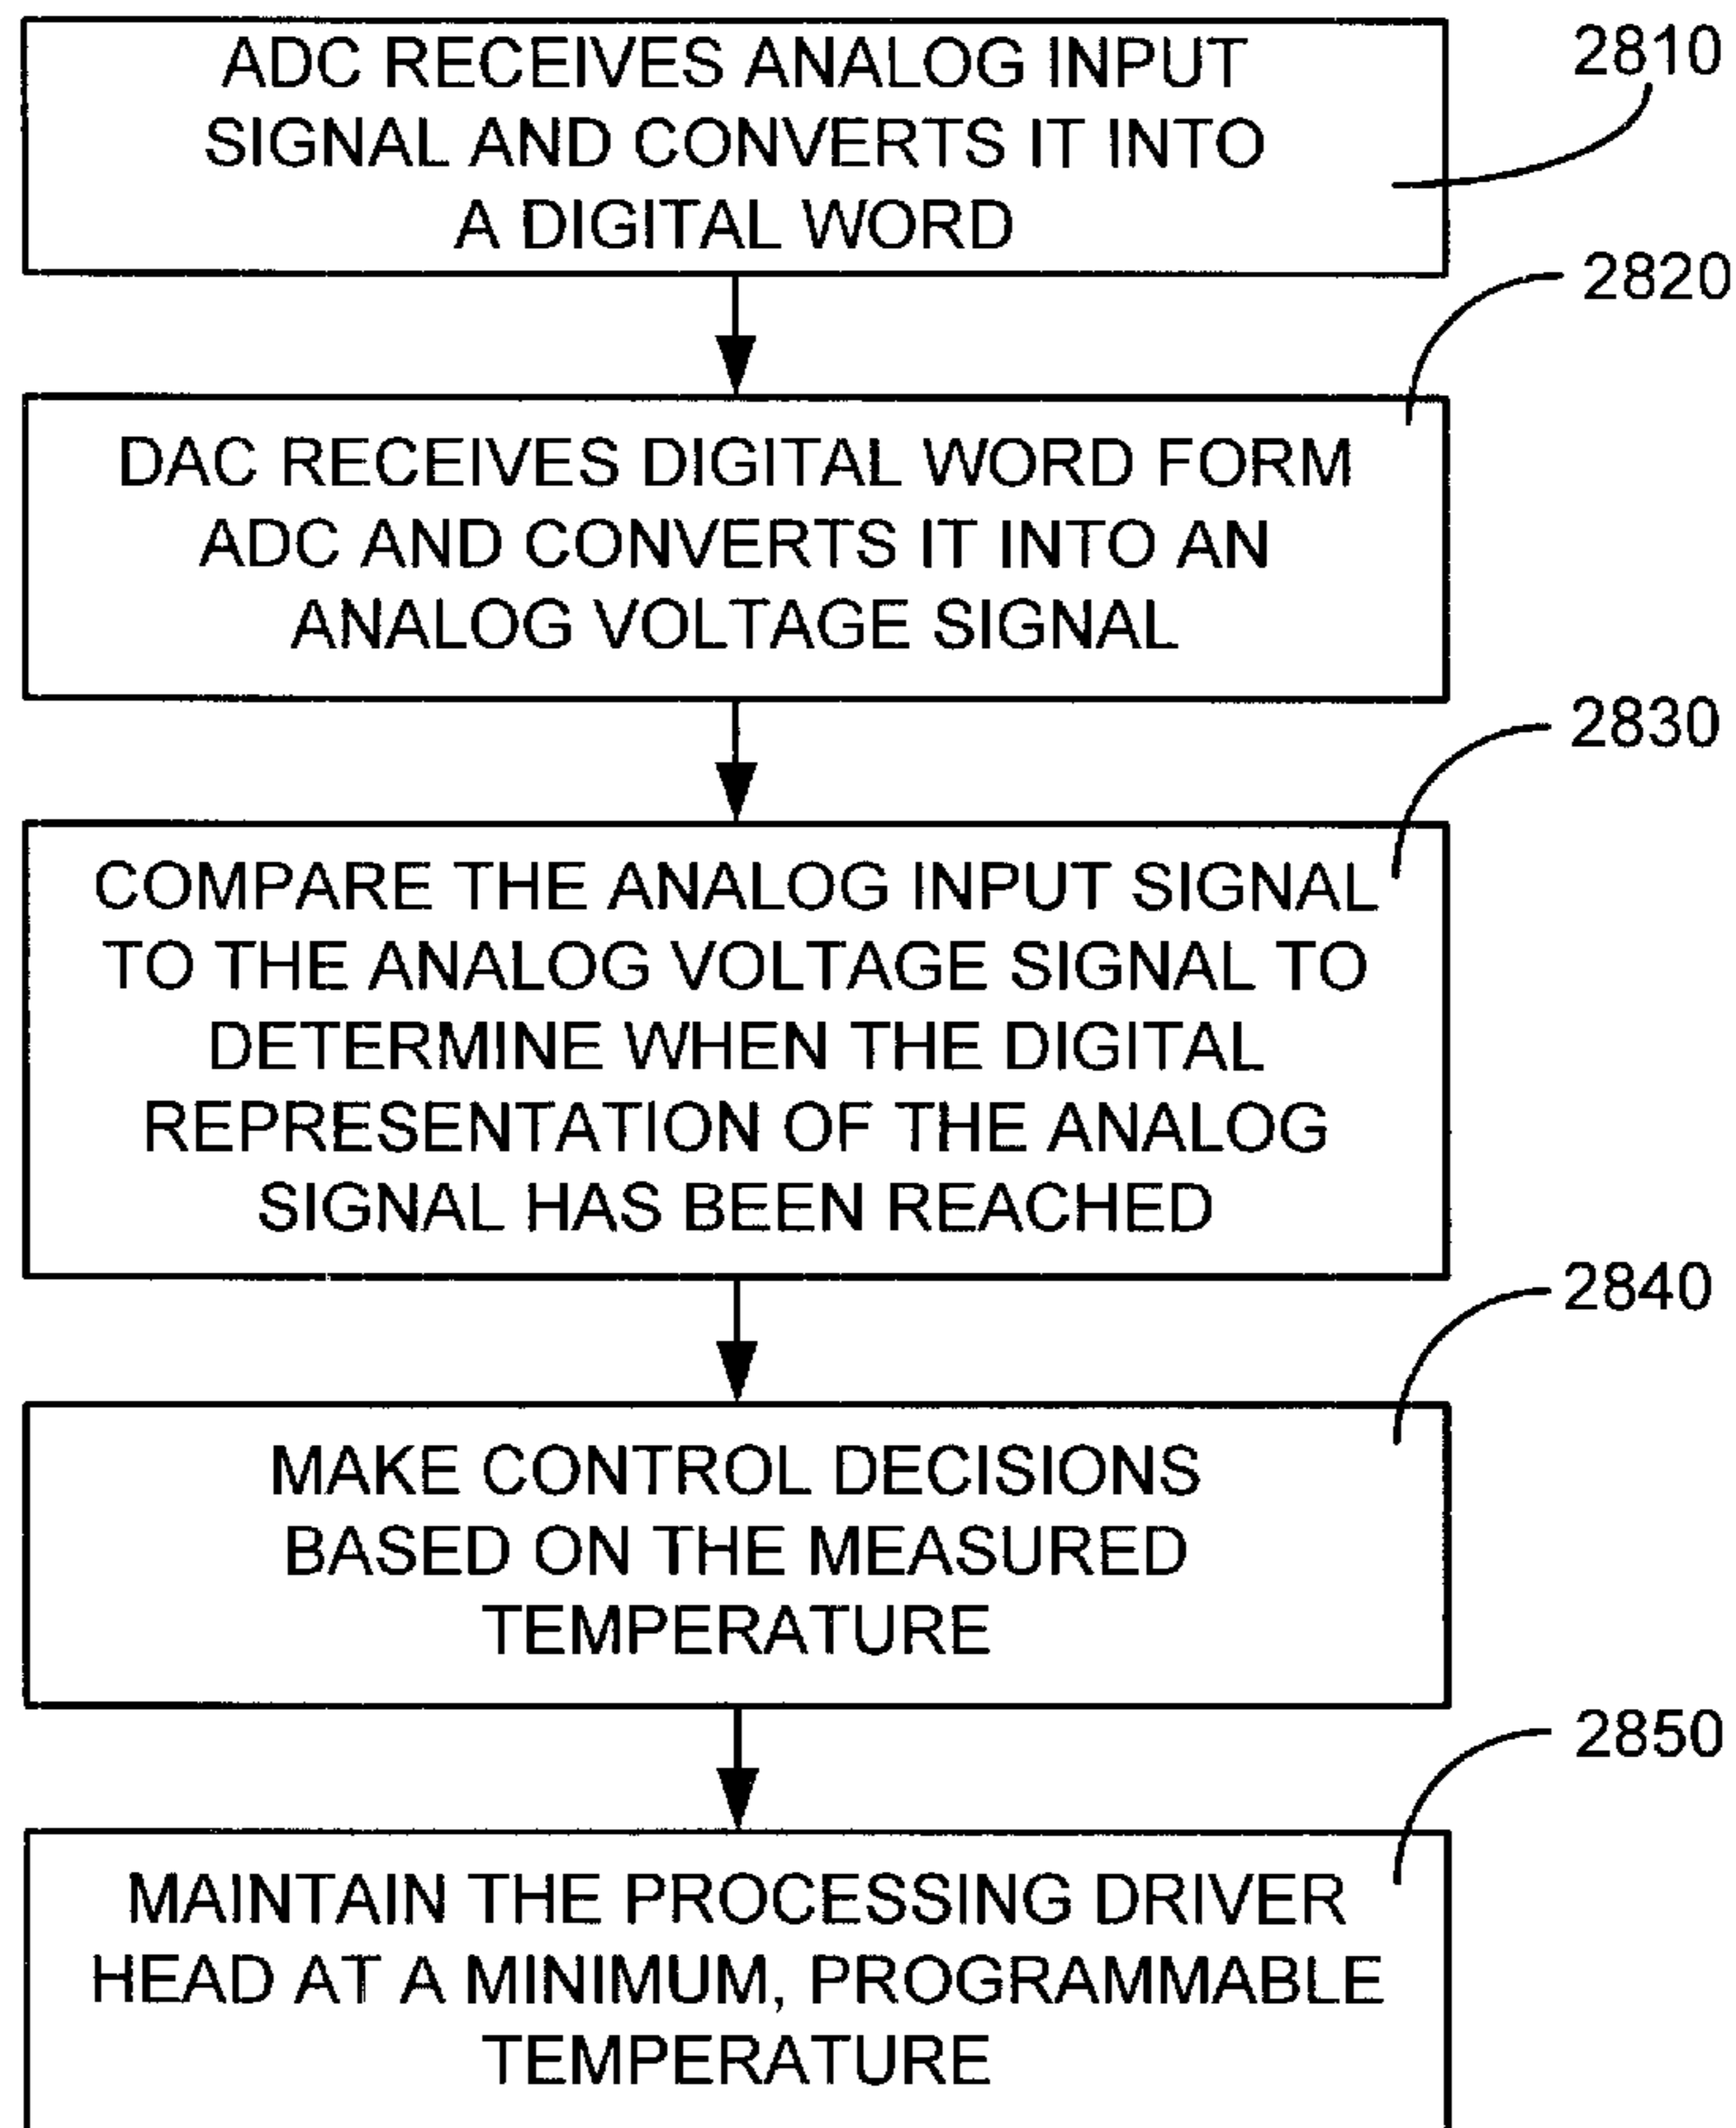 ADC RECEIVES ANALOG INPUT
SIGNAL AND CONVERTS IT INTO
A DIGITAL WORD
2810
2820
DAC RECEIVES DIGITAL WORD FORM
ADC AND CONVERTS IT INTO AN
ANALOG VOLTAGE SIGNAL
2830
COMPARE THE ANALOG INPUT SIGNAL
TO THE ANALOG VOLTAGE SIGNAL TO
DETERMINE WHEN THE DIGITAL
REPRESENTATION OF THE ANALOG
SIGNAL HAS BEEN REACHED
2840
MAKE CONTROL DECISIONS
BASED ON THE MEASURED
TEMPERATURE
2850
MAINTAIN THE PROCESSING DRIVER
HEAD AT A MINIMUM, PROGRAMMABLE
TEMPERATURE